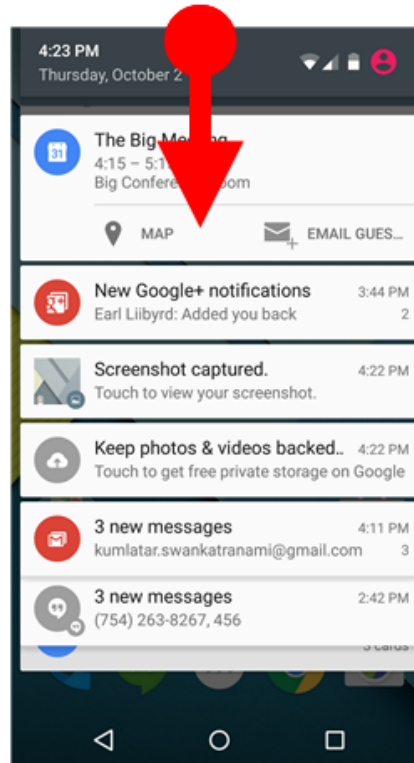 4:23 PM
Thursday, October 2
31
The Big Meeting
4:15 – 5:1
Big Conference Room
MAP
EMAIL GUES...
New Google+ notifications 3:44 PM
Earl Liibyrd: Added you back 2
Screenshot captured. 4:22 PM
Touch to view your screenshot.
Keep photos & videos backed.. 4:22 PM
Touch to get free private storage on Google
3 new messages 4:11 PM
kumlatar.swankatranami@gmail.com 3
3 new messages 2:42 PM
(754) 263-8267, 456
3 cards